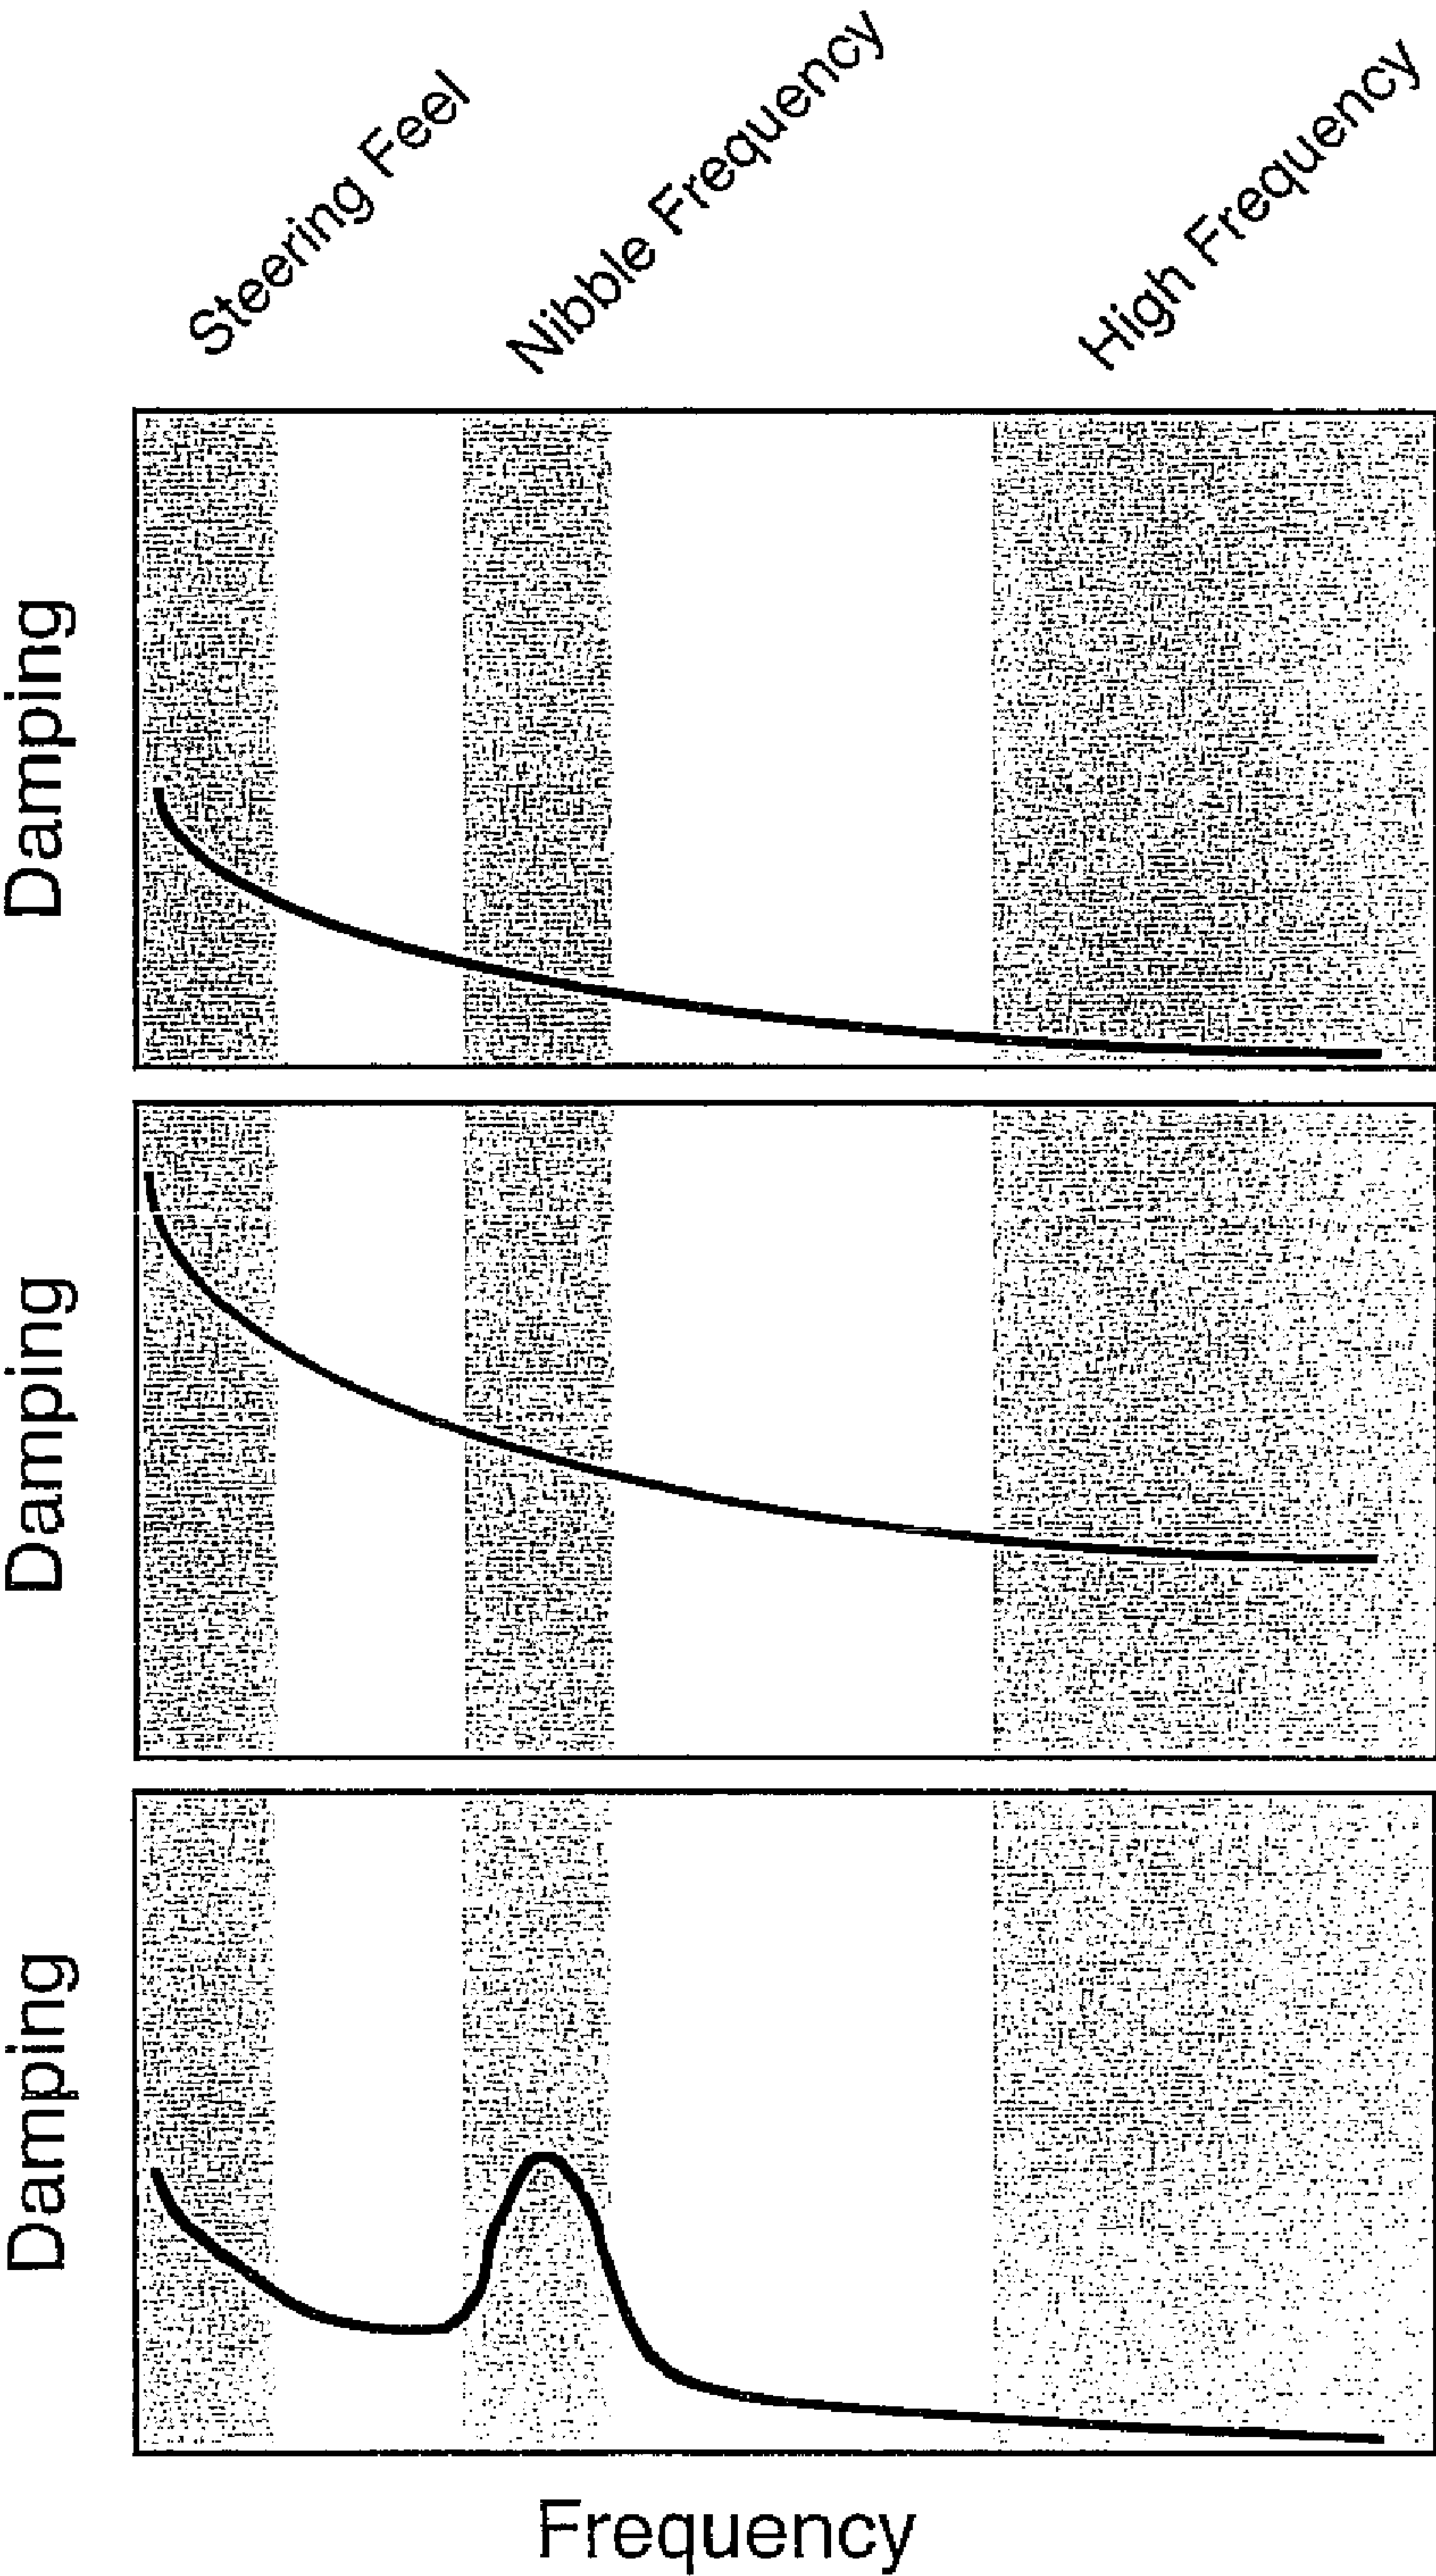 Steering Feel
Nibble Frequency
High Frequency
Damping
Damping
Damping
Frequency